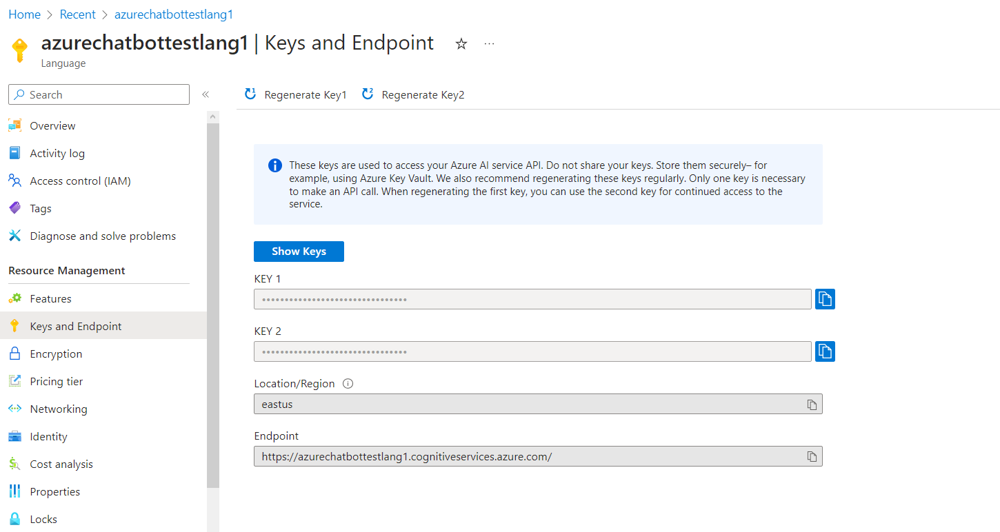 Home > Recent > azurechatbottestlang1
azurechatbottestlang1 | Keys and Endpoint
Language
Search
Regenerate Key1
Regenerate Key2
Overview
Activity log
Access control (IAM)
Tags
Diagnose and solve problems
Resource Management
Features
Keys and Endpoint
Encryption
Pricing tier
Networking
Identity
Cost analysis
Properties
Locks
These keys are used to access your Azure AI service API. Do not share your keys. Store them securely– for
example, using Azure Key Vault. We also recommend regenerating these keys regularly. Only one key is necessary
to make an API call. When regenerating the first key, you can use the second key for continued access to the
service.
Show Keys
KEY 1
••••••••••••••••••••••••••••••••
KEY 2
••••••••••••••••••••••••••••••••
Location/Region
eastus
Endpoint
https://azurechatbottestlang1.cognitiveservices.azure.com/